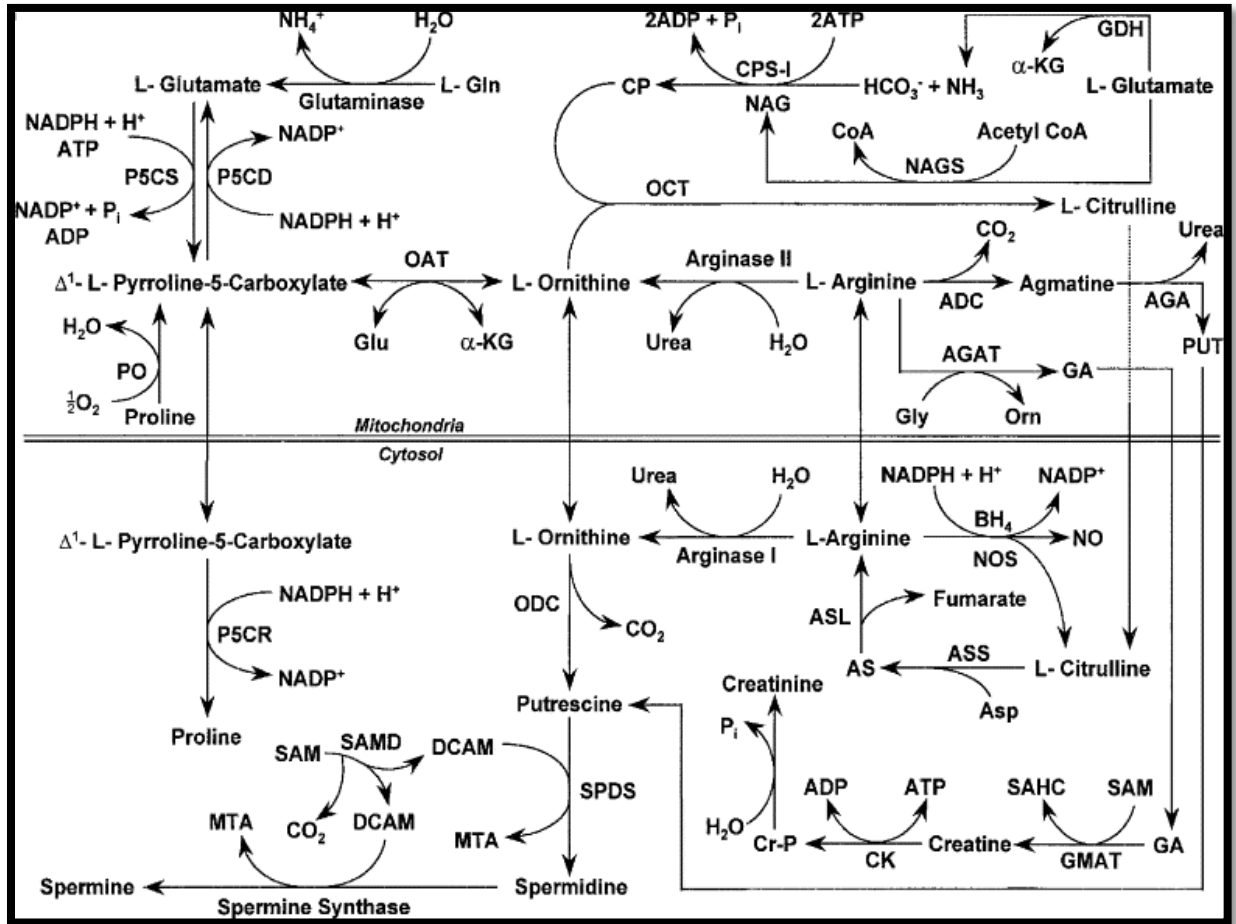 NH₄⁺ H₂O 2ADP + Pᵢ 2ATP
GDH
α-KG
L- Glutamate L- Gln CP CPS-I HCO₃⁻ + NH₃ L- Glutamate
Glutaminase NAG
NADPH + H⁺ NADP⁺ CoA Acetyl CoA
ATP
NAGS
P5CS P5CD
OCT L- Citrulline
NADP⁺ + Pᵢ NADPH + H⁺
ADP
CO₂ Urea
OAT Arginase II
Δ¹- L- Pyrroline-5-Carboxylate L- Ornithine L- Arginine Agmatine
ADC AGA
H₂O
Glu α-KG Urea H₂O PUT
PO AGAT GA
½O₂
Proline Gly Orn
Mitochondria
Cytosol
Urea H₂O NADPH + H⁺ NADP⁺
BH₄
Δ¹- L- Pyrroline-5-Carboxylate L- Ornithine L-Arginine NO
Arginase I NOS
NADPH + H⁺ ODC ASL Fumarate
P5CR CO₂
NADP⁺ AS ASS L- Citrulline
Creatinine
Putrescine Asp
Pᵢ
Proline
SAM SAMD DCAM
SPDS ADP ATP SAHC SAM
MTA CO₂ DCAM MTA H₂O
Cr-P Creatine GA
CK GMAT
Spermine Spermidine
Spermine Synthase